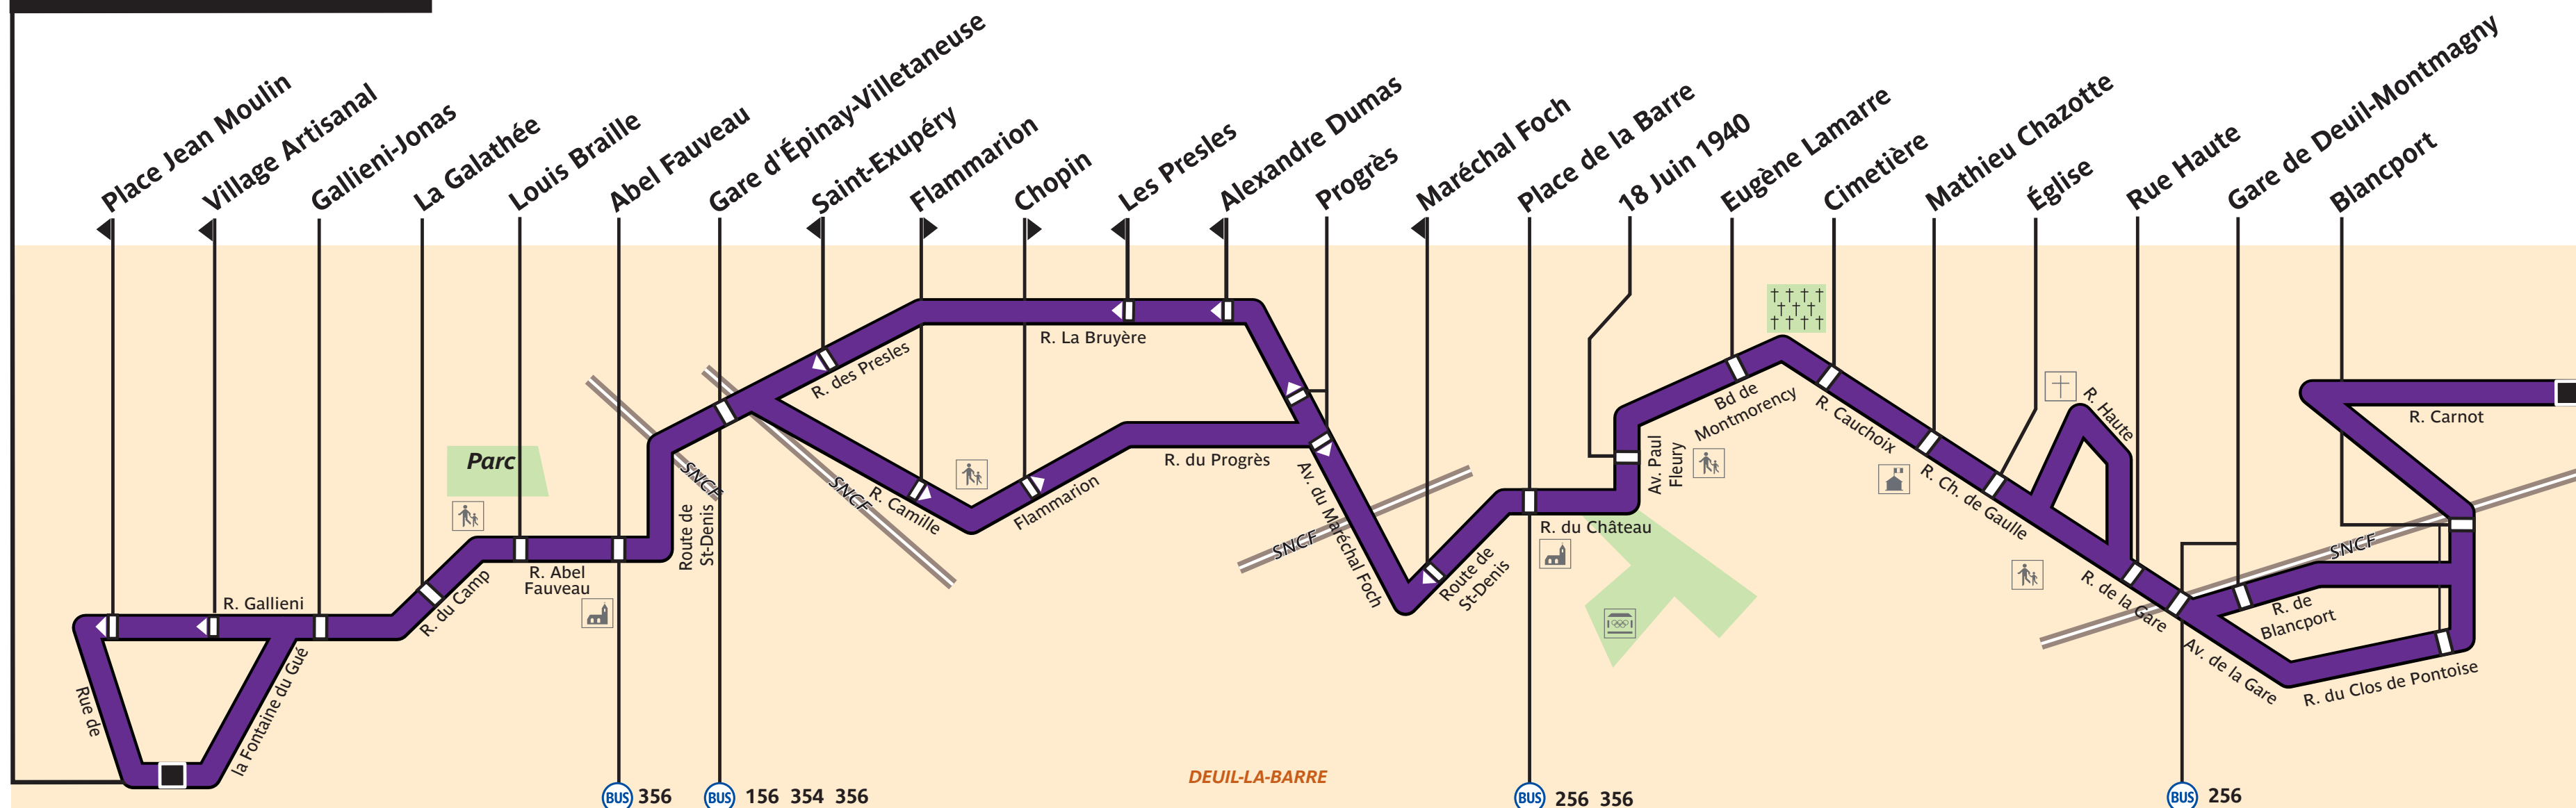 Place Jean Moulin
Village Artisanal
Gallieni-Jonas
La Galathée
Louis Braille
Abel Fauveau
Gare d'Épinay-Villetaneuse
Saint-Exupéry
Flammarion
Chopin
Les Presles
Alexandre Dumas
Progrès
Maréchal Foch
Place de la Barre
18 Juin 1940
Eugène Lamarre
Cimetière
Mathieu Chazotte
Église
Rue Haute
Gare de Deuil-Montmagny
Blancport
Rue de
la Fontaine du Gué
R. Gallieni
R. du Camp
Parc
R. Abel
Fauveau
Route de
St-Denis
SNCF
SNCF
R. des Presles
R. La Bruyère
R. Camille
Flammarion
R. du Progrès
Av. du Maréchal Foch
SNCF
Route de
St-Denis
R. du Château
Av. Paul
Fleury
Bd de
Montmorency
R. Cauchoix
R. Ch. de Gaulle
R. Haute
R. de la Gare
Av. de la Gare
R. de
Blancport
R. du Clos de Pontoise
SNCF
R. Carnot
DEUIL-LA-BARRE
BUS 356
BUS 156 354 356
BUS 256 356
BUS 256